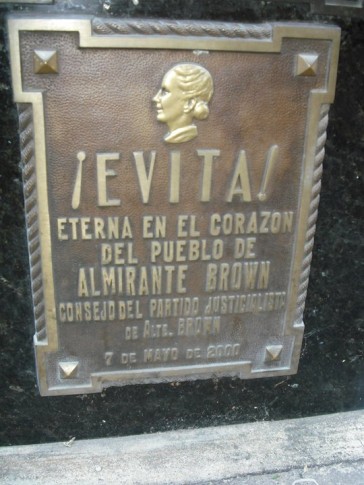 ¡EVITA!
ETERNA EN EL CORAZON
DEL PUEBLO DE
ALMIRANTE BROWN
CONSEJO DEL PARTIDO JUSTICIALISTA
DE ALTE. BROWN
7 DE MAYO DE 2000